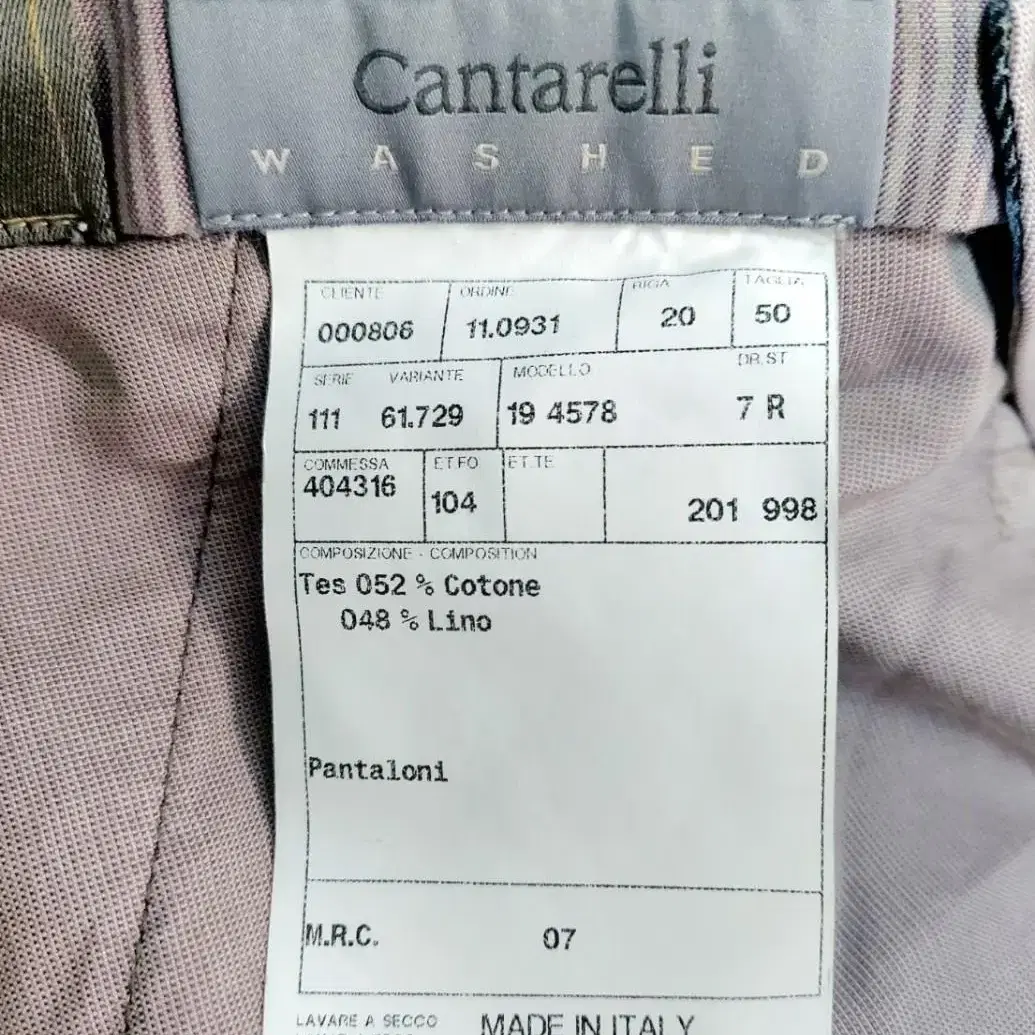 Cantarelli
WASHED
CLIENTE ORDINE RIGA TAGLIA
000806 11.0931 20 50
SERIE VARIANTE MODELLO DR.ST
111 61.729 19 4578 7 R
COMMESSA ET.FO ET.TE
404316 104 201 998
COMPOSIZIONE - COMPOSITION
Tes 052 % Cotone
048 % Lino
Pantaloni
M.R.C. 07
LAVARE A SECCO MADE IN ITALY